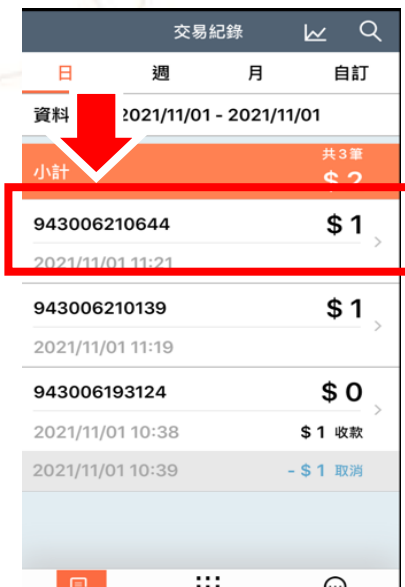 交易紀錄
日 週 月 自訂
資料 2021/11/01 - 2021/11/01
共3筆
小計 $ 2
943006210644 $ 1
2021/11/01 11:21
943006210139 $ 1
2021/11/01 11:19
943006193124 $ 0
2021/11/01 10:38 $ 1 收款
2021/11/01 10:39 - $ 1 取消